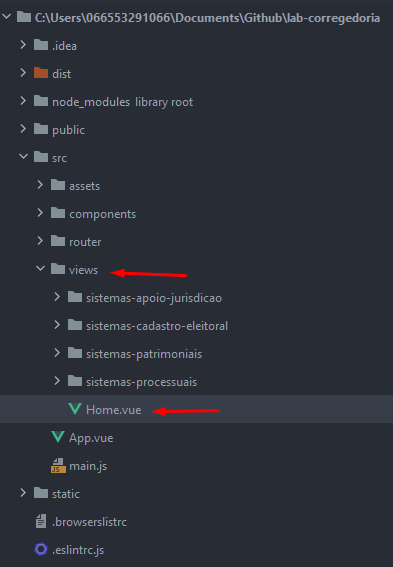 C:\Users\066553291066\Documents\Github\lab-corregedoria
.idea
dist
node_modules library root
public
src
assets
components
router
views
sistemas-apoio-jurisdicao
sistemas-cadastro-eleitoral
sistemas-patrimoniais
sistemas-processuais
Home.vue
App.vue
JS main.js
static
.browserslistrc
.eslintrc.js